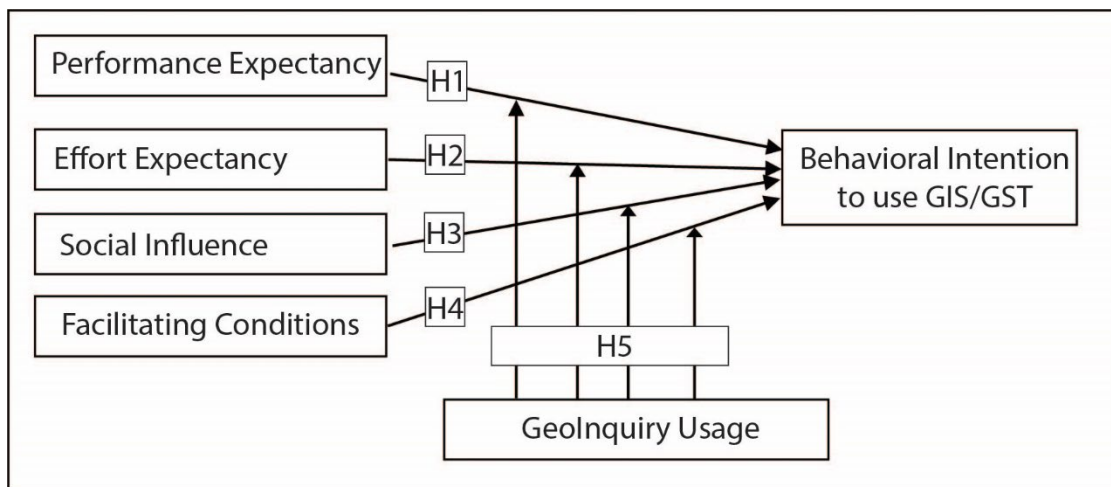 Performance Expectancy
H1
Effort Expectancy
H2
Social Influence
H3
Facilitating Conditions
H4
Behavioral Intention
to use GIS/GST
H5
GeoInquiry Usage